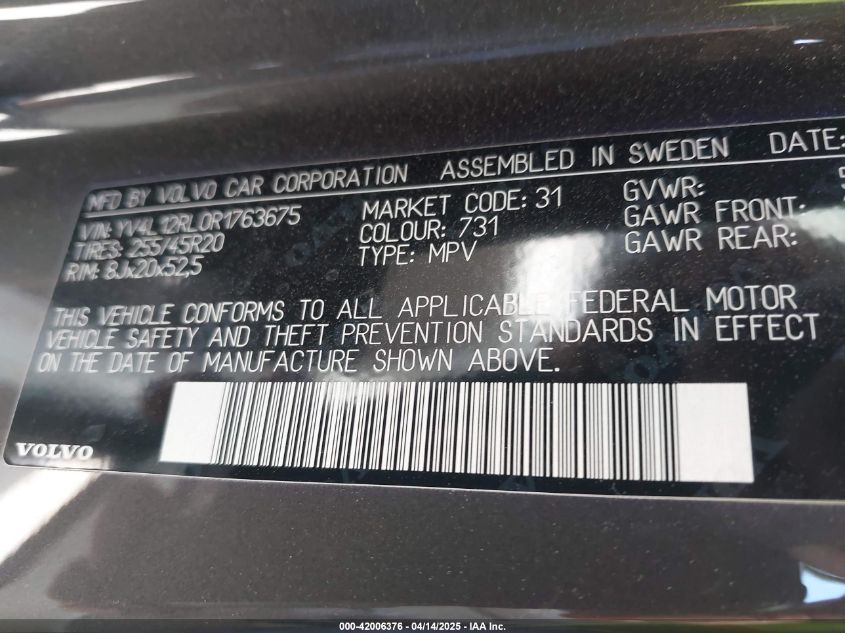 MFD BY VOLVO CAR CORPORATION ASSEMBLED IN SWEDEN DATE:
VIN: YV4L12RL0R1763675 MARKET CODE: 31 GVWR:
TIRES: 255/45R20 COLOUR: 731 GAWR FRONT:
RIM: 8Jx20x52,5 TYPE: MPV GAWR REAR:
THIS VEHICLE CONFORMS TO ALL APPLICABLE FEDERAL MOTOR
VEHICLE SAFETY AND THEFT PREVENTION STANDARDS IN EFFECT
ON THE DATE OF MANUFACTURE SHOWN ABOVE.
VOLVO
000-42006376 - 04/14/2025 - IAA Inc.